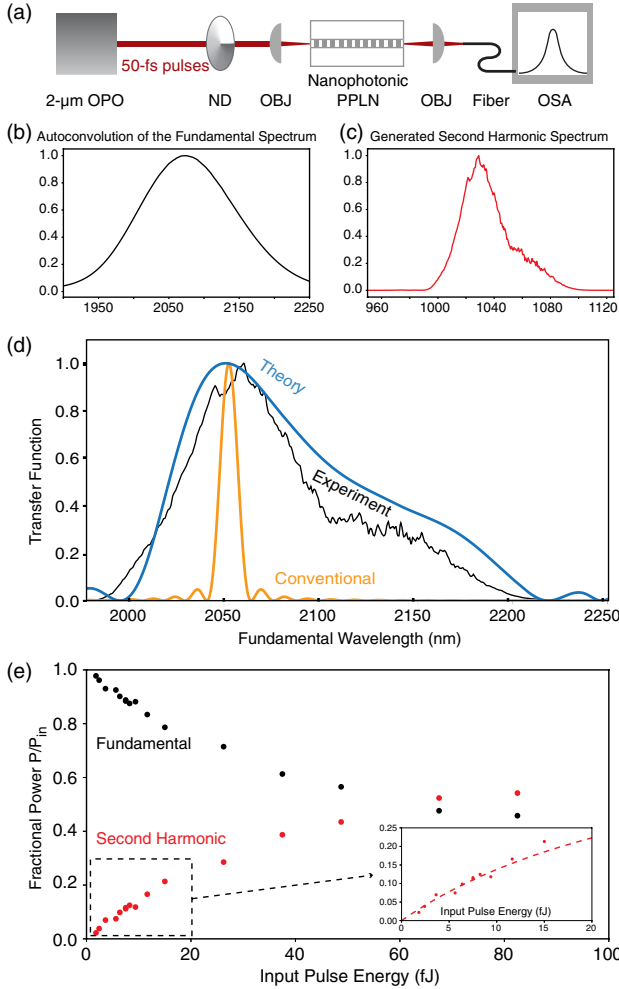 (a)
50-fs pulses
Nanophotonic
2-μm OPO ND OBJ PPLN OBJ Fiber OSA
(b) Autoconvolution of the Fundamental Spectrum
1.0
0.8
0.6
0.4
0.2
0.0
1950 2050 2150 2250
(c) Generated Second Harmonic Spectrum
1.0
0.8
0.6
0.4
0.2
0.0
960 1000 1040 1080 1120
(d)
Transfer Function
1.0
0.8
0.6
0.4
0.2
0.0
Theory
Experiment
Conventional
2000 2050 2100 2150 2200 2250
Fundamental Wavelength (nm)
(e)
Fractional Power P/Pin
1.0
0.8
0.6
0.4
0.2
0.0
Fundamental
Second Harmonic
0.25
0.20
0.15
0.10
0.05
0.00
Input Pulse Energy (fJ)
0 5 10 15 20
0 20 40 60 80 100
Input Pulse Energy (fJ)